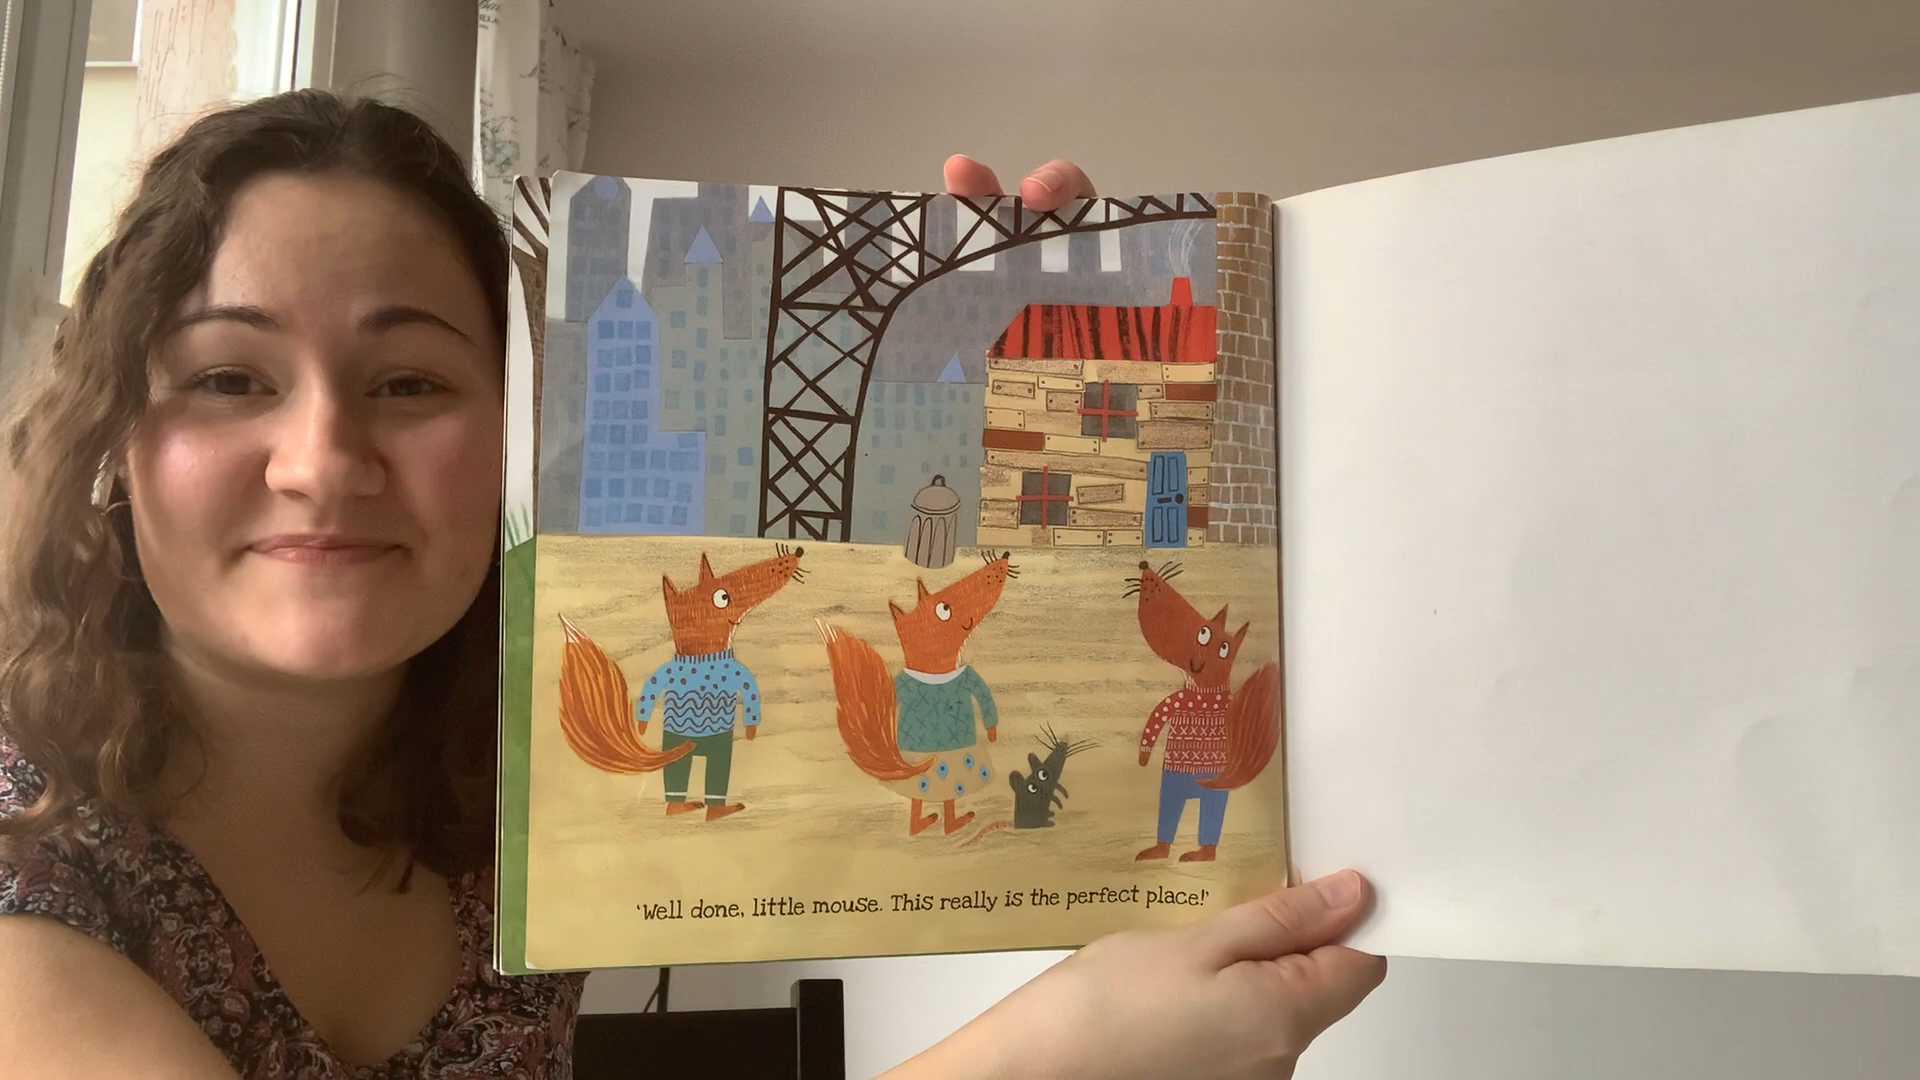 ‘Well done, little mouse. This really is the perfect place!’